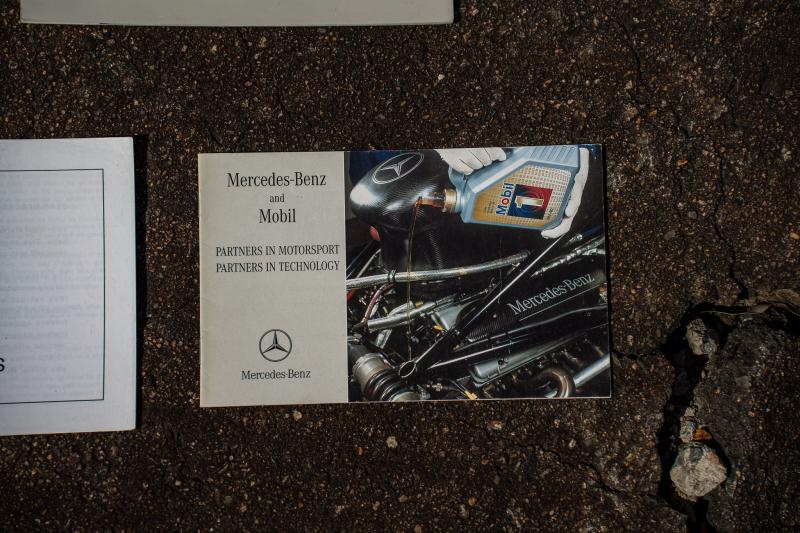 Mercedes-Benz
and
Mobil
PARTNERS IN MOTORSPORT
PARTNERS IN TECHNOLOGY
Mercedes-Benz
Mobil
1
Mercedes-Benz
S